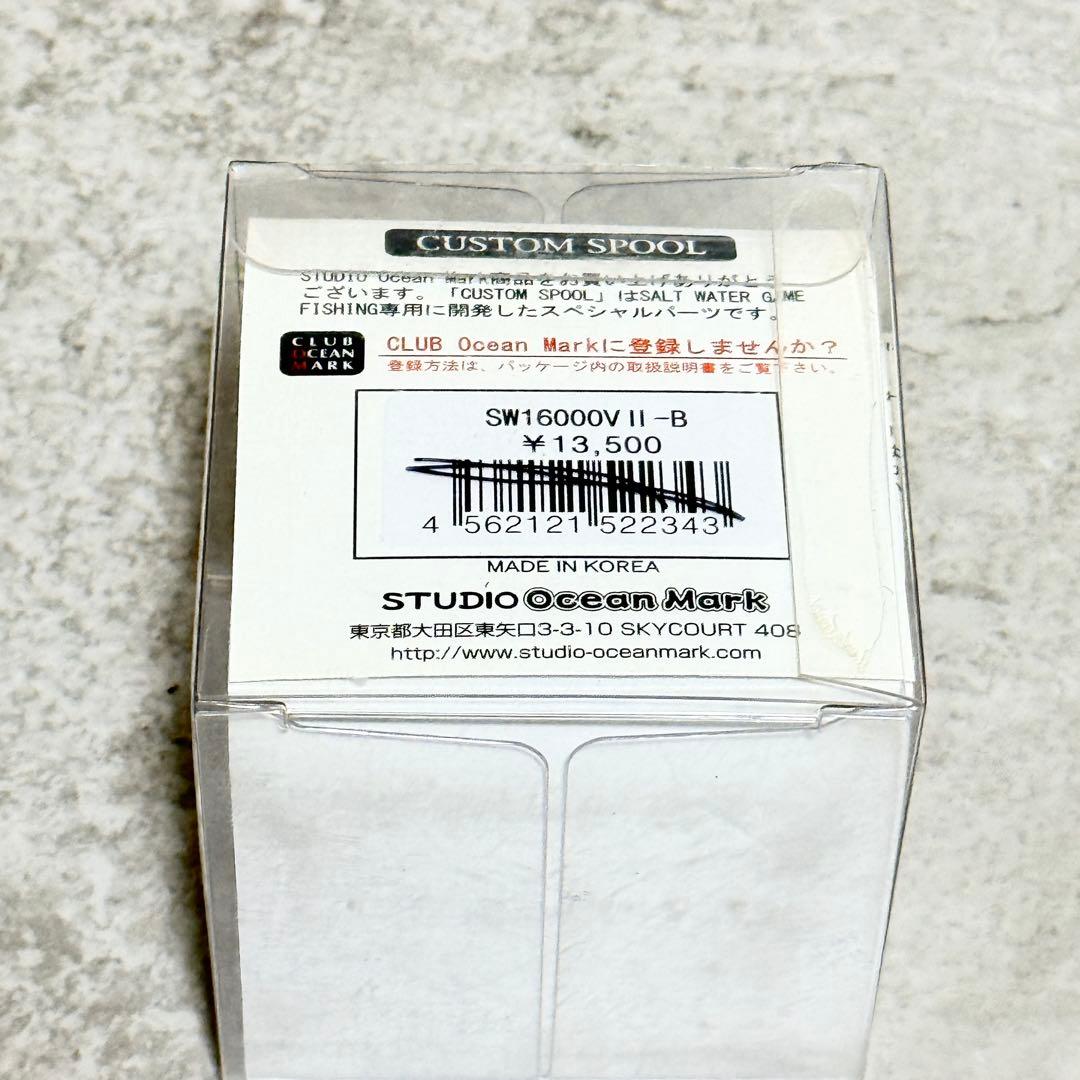 CUSTOM SPOOL
STUDIO Ocean Mark商品をお買い上げありがとう
ございます。「CUSTOM SPOOL」はSALT WATER GAME
FISHING専用に開発したスペシャルパーツです。
CLUB
OCEAN
MARK
CLUB Ocean Markに登録しませんか？
登録方法は、パッケージ内の取扱説明書をご覧下さい。
SW16000VII-B
¥13,500
4 562121 522343
MADE IN KOREA
STUDIO Ocean Mark
東京都大田区東矢口3-3-10 SKYCOURT 408
http://www.studio-oceanmark.com